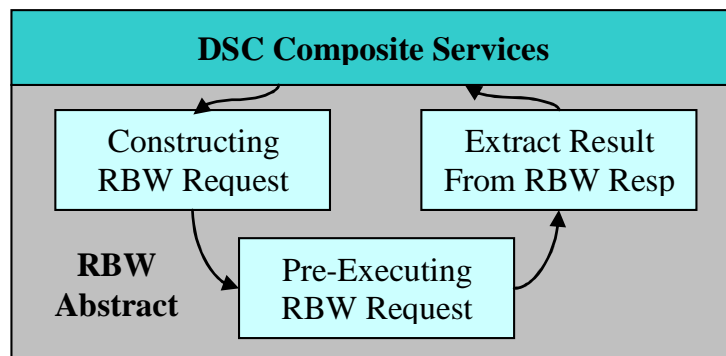 DSC Composite Services
Constructing
RBW Request
Extract Result
From RBW Resp
RBW
Abstract
Pre-Executing
RBW Request